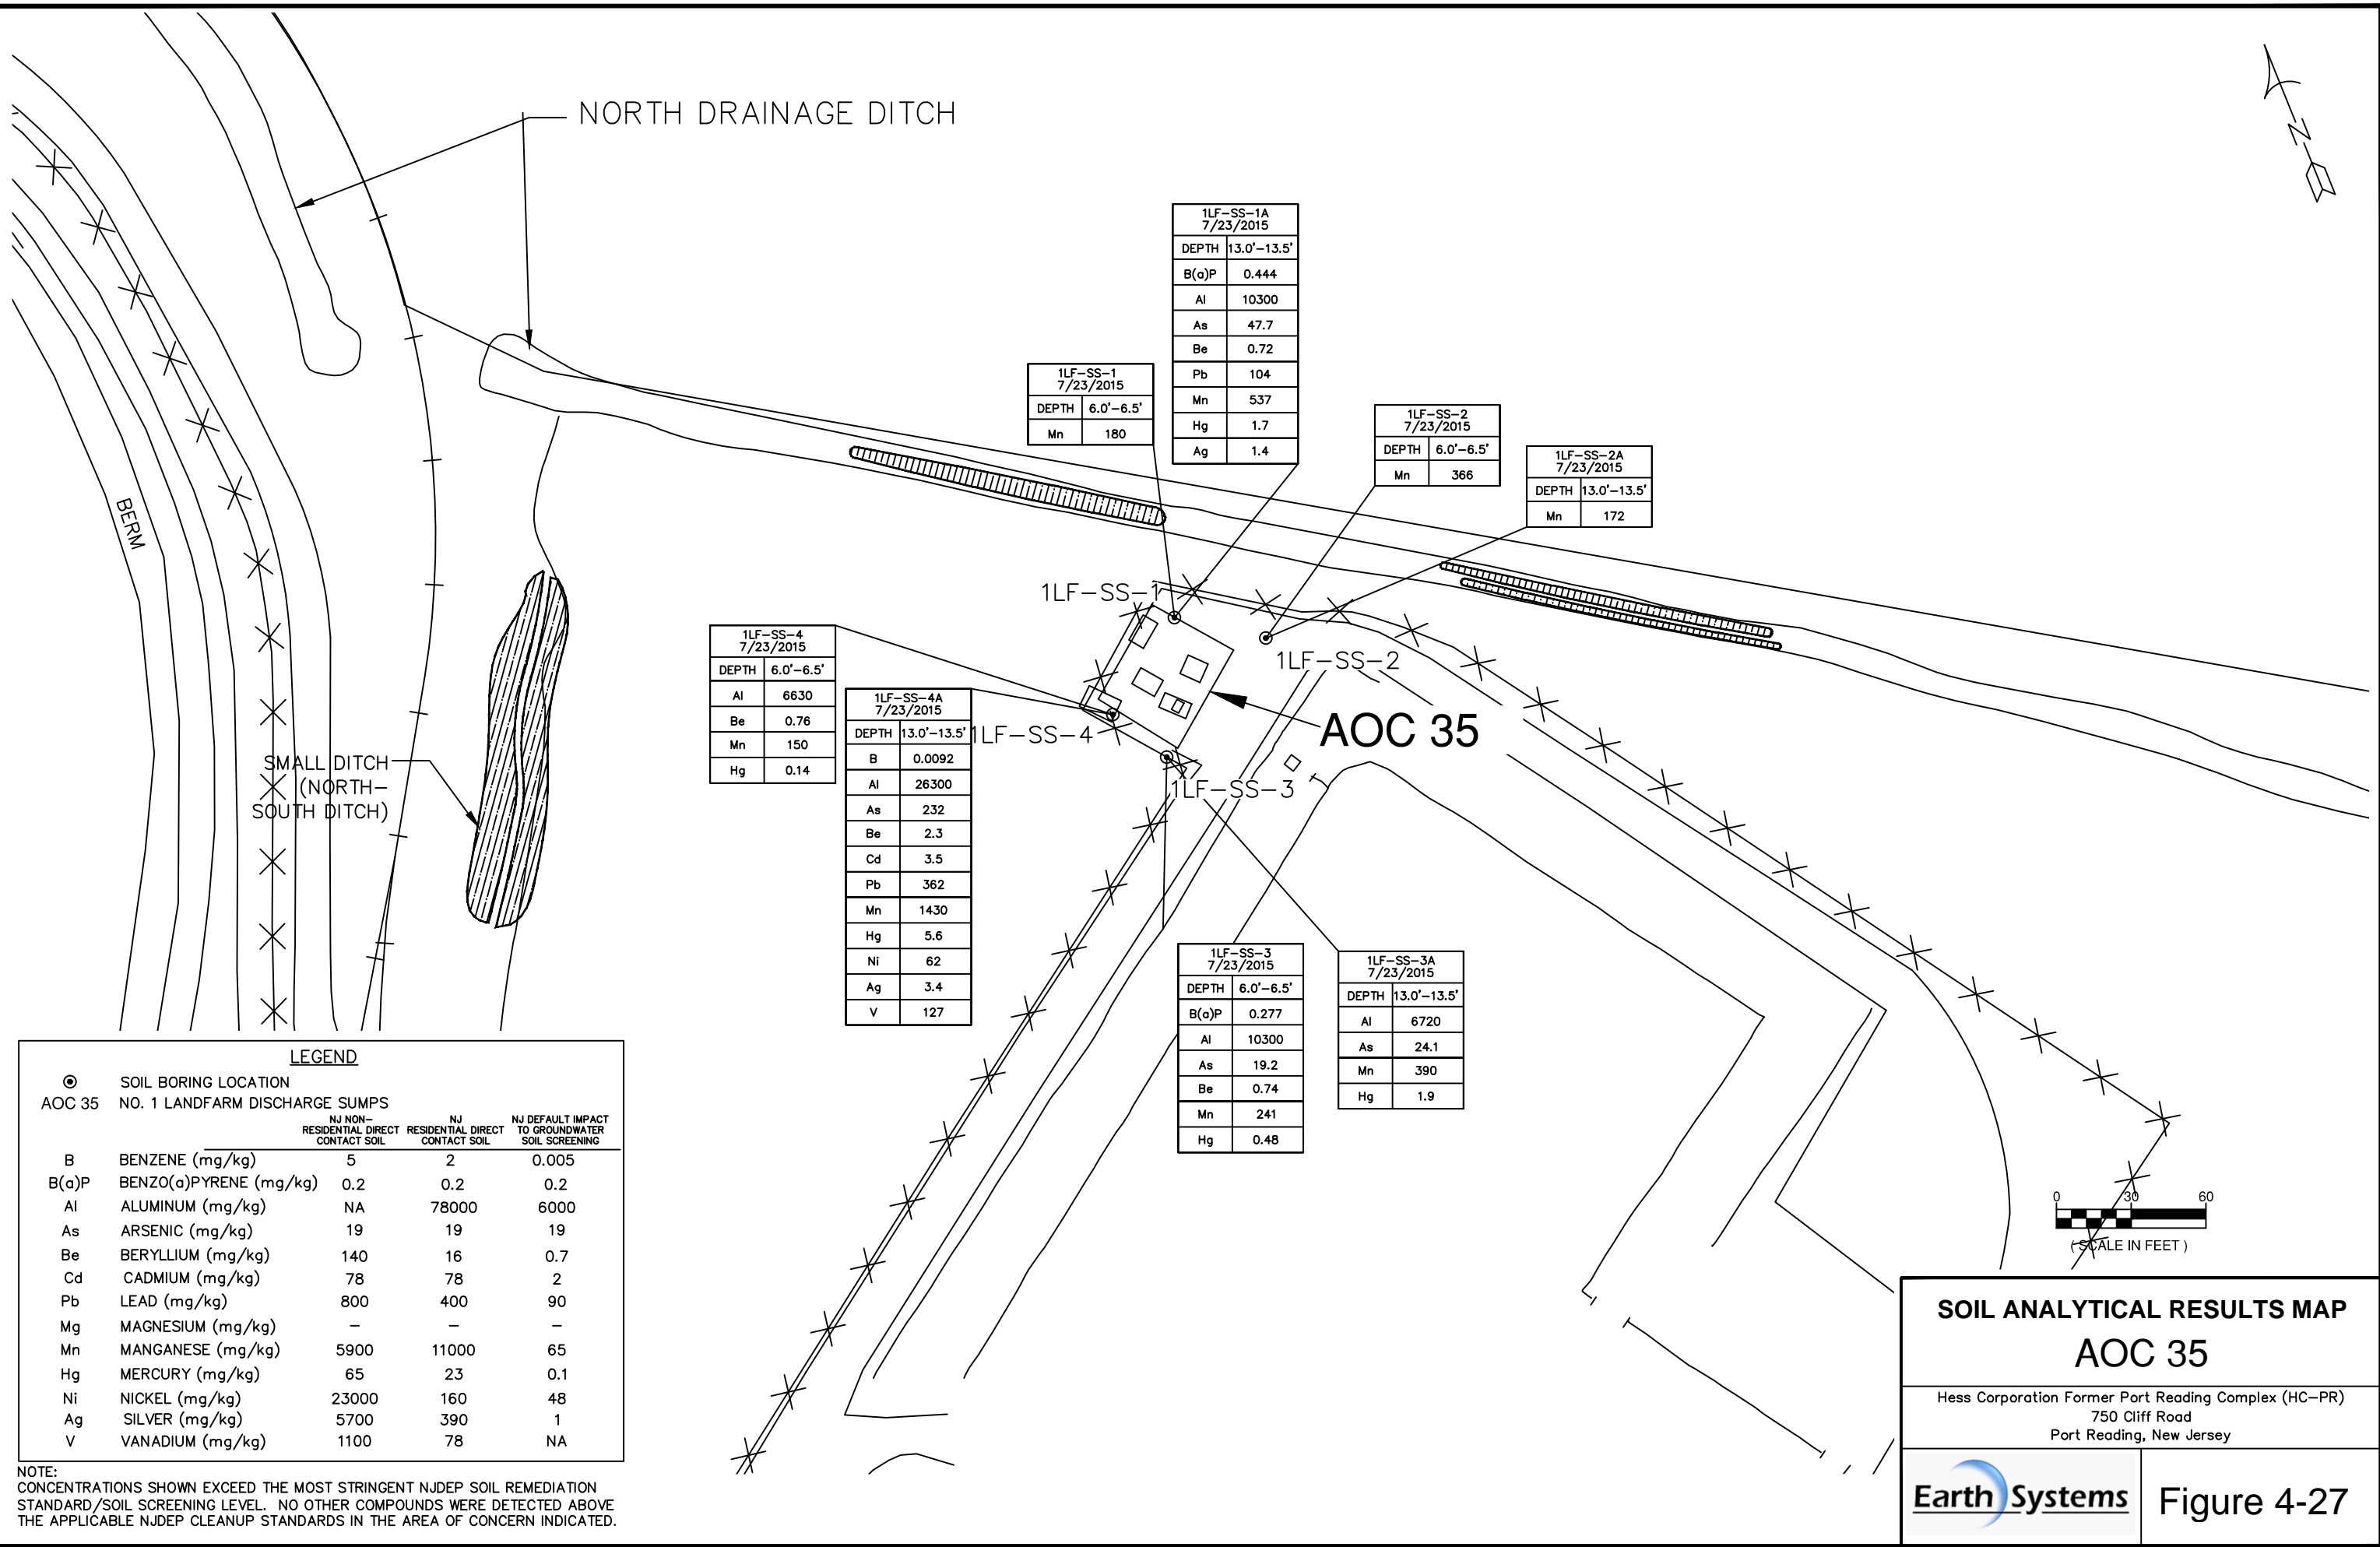 NORTH DRAINAGE DITCH
N
1LF-SS-1A
7/23/2015
DEPTH 13.0'-13.5'
B(a)P 0.444
Al 10300
As 47.7
Be 0.72
Pb 104
Mn 537
Hg 1.7
Ag 1.4
1LF-SS-1
7/23/2015
DEPTH 6.0'-6.5'
Mn 180
1LF-SS-2
7/23/2015
DEPTH 6.0'-6.5'
Mn 366
1LF-SS-2A
7/23/2015
DEPTH 13.0'-13.5'
Mn 172
BERM
1LF-SS-1
1LF-SS-2
AOC 35
1LF-SS-4
1LF-SS-3
1LF-SS-4
7/23/2015
DEPTH 6.0'-6.5'
Al 6630
Be 0.76
Mn 150
Hg 0.14
1LF-SS-4A
7/23/2015
DEPTH 13.0'-13.5'
B 0.0092
Al 26300
As 232
Be 2.3
Cd 3.5
Pb 362
Mn 1430
Hg 5.6
Ni 62
Ag 3.4
V 127
SMALL DITCH
(NORTH-
SOUTH DITCH)
1LF-SS-3
7/23/2015
DEPTH 6.0'-6.5'
B(a)P 0.277
Al 10300
As 19.2
Be 0.74
Mn 241
Hg 0.48
1LF-SS-3A
7/23/2015
DEPTH 13.0'-13.5'
Al 6720
As 24.1
Mn 390
Hg 1.9
LEGEND
SOIL BORING LOCATION
AOC 35 NO. 1 LANDFARM DISCHARGE SUMPS
NJ NON- NJ NJ DEFAULT IMPACT
RESIDENTIAL DIRECT RESIDENTIAL DIRECT TO GROUNDWATER
CONTACT SOIL CONTACT SOIL SOIL SCREENING
B BENZENE (mg/kg) 5 2 0.005
B(a)P BENZO(a)PYRENE (mg/kg) 0.2 0.2 0.2
Al ALUMINUM (mg/kg) NA 78000 6000
As ARSENIC (mg/kg) 19 19 19
Be BERYLLIUM (mg/kg) 140 16 0.7
Cd CADMIUM (mg/kg) 78 78 2
Pb LEAD (mg/kg) 800 400 90
Mg MAGNESIUM (mg/kg) - - -
Mn MANGANESE (mg/kg) 5900 11000 65
Hg MERCURY (mg/kg) 65 23 0.1
Ni NICKEL (mg/kg) 23000 160 48
Ag SILVER (mg/kg) 5700 390 1
V VANADIUM (mg/kg) 1100 78 NA
NOTE:
CONCENTRATIONS SHOWN EXCEED THE MOST STRINGENT NJDEP SOIL REMEDIATION
STANDARD/SOIL SCREENING LEVEL. NO OTHER COMPOUNDS WERE DETECTED ABOVE
THE APPLICABLE NJDEP CLEANUP STANDARDS IN THE AREA OF CONCERN INDICATED.
0 30 60
( SCALE IN FEET )
SOIL ANALYTICAL RESULTS MAP
AOC 35
Hess Corporation Former Port Reading Complex (HC-PR)
750 Cliff Road
Port Reading, New Jersey
Earth Systems
Figure 4-27